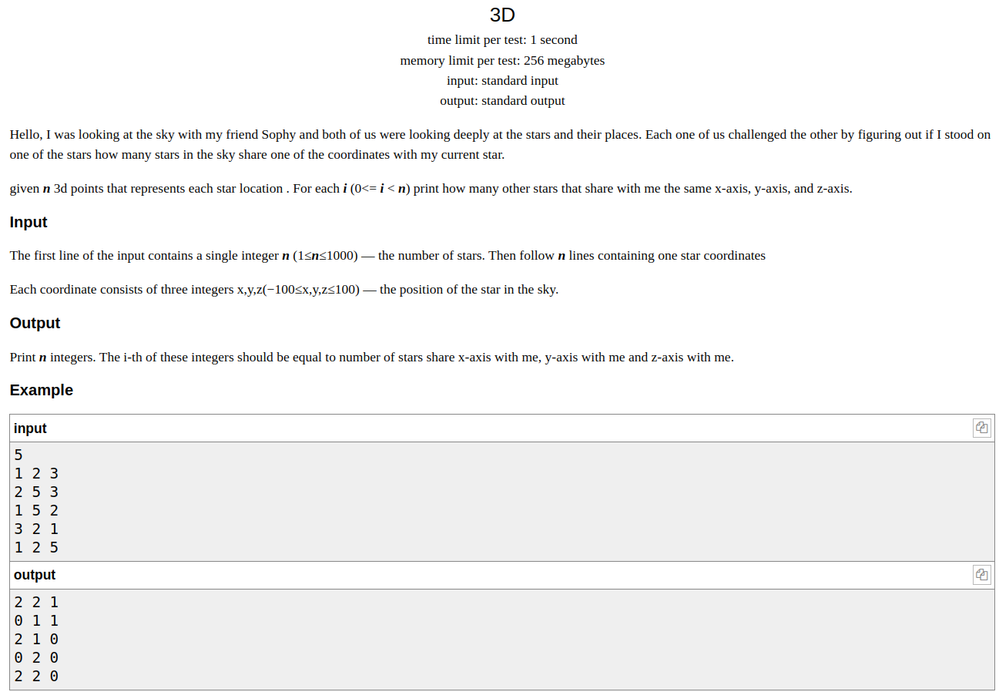 3D
time limit per test: 1 second
memory limit per test: 256 megabytes
input: standard input
output: standard output
Hello, I was looking at the sky with my friend Sophy and both of us were looking deeply at the stars and their places. Each one of us challenged the other by figuring out if I stood on
one of the stars how many stars in the sky share one of the coordinates with my current star.
given n 3d points that represents each star location . For each i (0<= i < n) print how many other stars that share with me the same x-axis, y-axis, and z-axis.
Input
The first line of the input contains a single integer n (1≤n≤1000) — the number of stars. Then follow n lines containing one star coordinates
Each coordinate consists of three integers x,y,z(−100≤x,y,z≤100) — the position of the star in the sky.
Output
Print n integers. The i-th of these integers should be equal to number of stars share x-axis with me, y-axis with me and z-axis with me.
Example
input
5
1 2 3
2 5 3
1 5 2
3 2 1
1 2 5
output
2 2 1
0 1 1
2 1 0
0 2 0
2 2 0